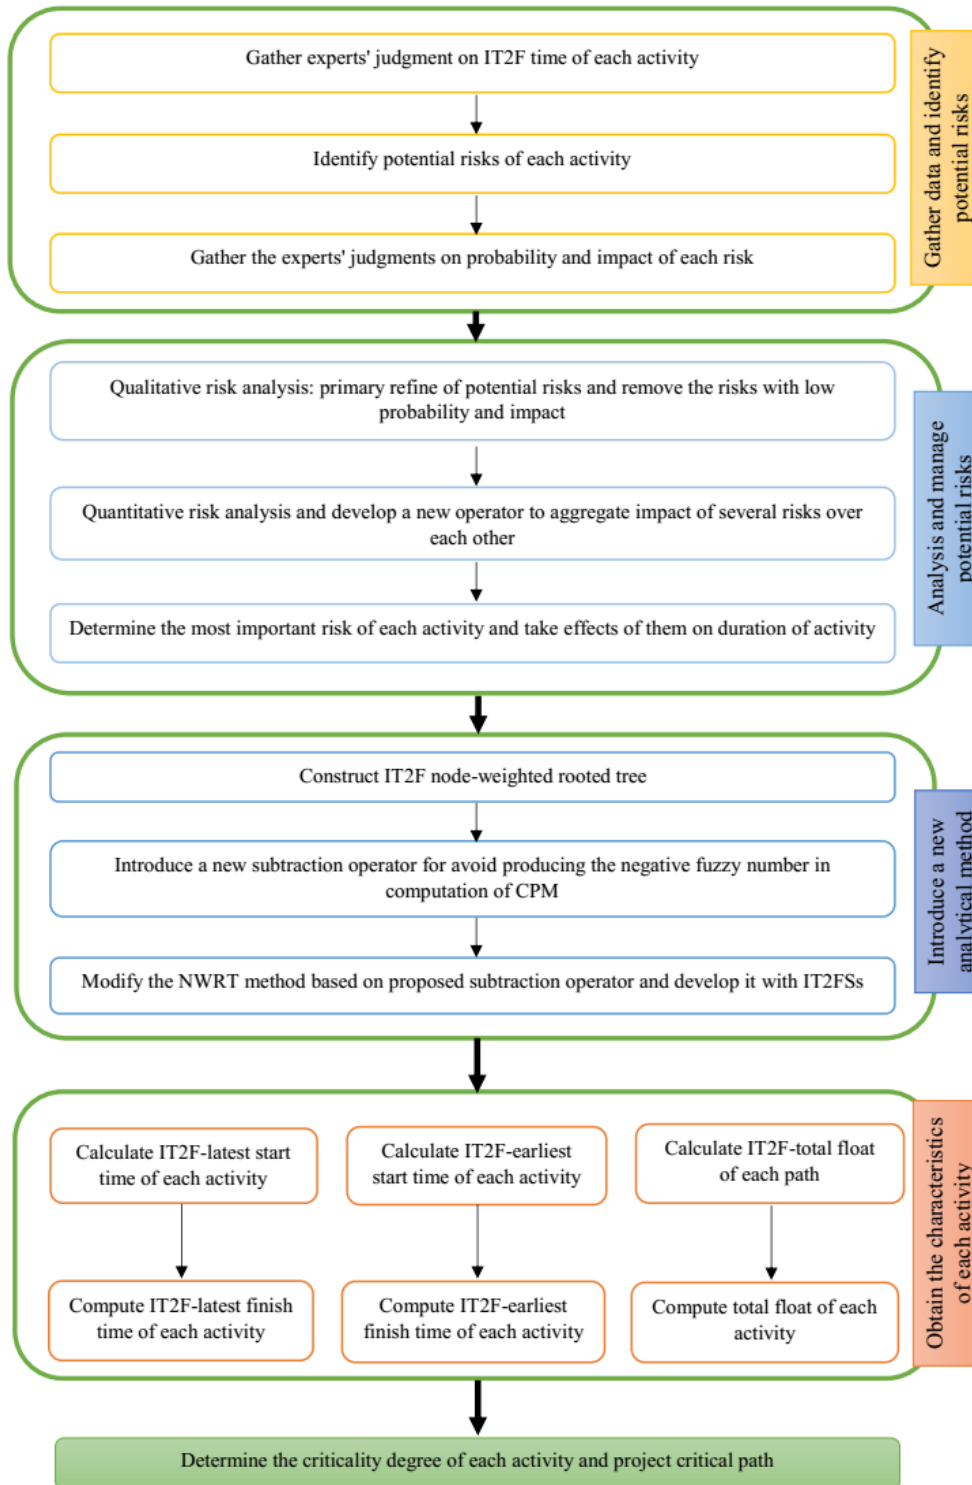 Gather experts' judgment on IT2F time of each activity
Identify potential risks of each activity
Gather the experts' judgments on probability and impact of each risk
Gather data and identify
potential risks
Qualitative risk analysis: primary refine of potential risks and remove the risks with low
probability and impact
Quantitative risk analysis and develop a new operator to aggregate impact of several risks over
each other
Determine the most important risk of each activity and take effects of them on duration of activity
Analysis and manage
potential risks
Construct IT2F node-weighted rooted tree
Introduce a new subtraction operator for avoid producing the negative fuzzy number in
computation of CPM
Modify the NWRT method based on proposed subtraction operator and develop it with IT2FSs
Introduce a new
analytical method
Calculate IT2F-latest start
time of each activity
Calculate IT2F-earliest
start time of each activity
Calculate IT2F-total float
of each path
Compute IT2F-latest finish
time of each activity
Compute IT2F-earliest
finish time of each activity
Compute total float of each
activity
Obtain the characteristics
of each activity
Determine the criticality degree of each activity and project critical path